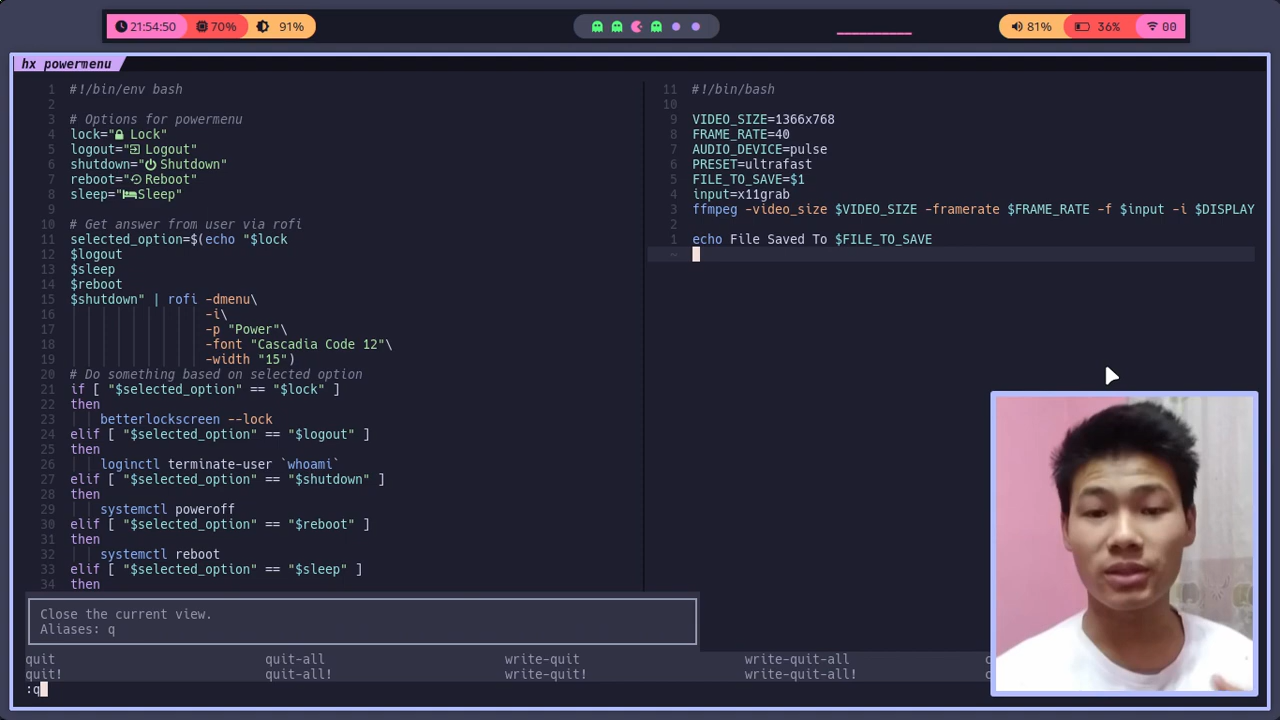 21:54:50 70% 91% 81% 36% 00
hx powermenu
1 #!/bin/env bash
2
3 # Options for powermenu
4 lock=" Lock"
5 logout=" Logout"
6 shutdown=" Shutdown"
7 reboot=" Reboot"
8 sleep=" Sleep"
9
10 # Get answer from user via rofi
11 selected_option=$(echo "$lock
12 $logout
13 $sleep
14 $reboot
15 $shutdown" | rofi -dmenu\
16 -i\
17 -p "Power"\
18 -font "Cascadia Code 12"\
19 -width "15")
20 # Do something based on selected option
21 if [ "$selected_option" == "$lock" ]
22 then
23 betterlockscreen --lock
24 elif [ "$selected_option" == "$logout" ]
25 then
26 loginctl terminate-user `whoami`
27 elif [ "$selected_option" == "$shutdown" ]
28 then
29 systemctl poweroff
30 elif [ "$selected_option" == "$reboot" ]
31 then
32 systemctl reboot
33 elif [ "$selected_option" == "$sleep" ]
34 then
11 #!/bin/bash
10
9 VIDEO_SIZE=1366x768
8 FRAME_RATE=40
7 AUDIO_DEVICE=pulse
6 PRESET=ultrafast
5 FILE_TO_SAVE=$1
4 input=x11grab
3 ffmpeg -video_size $VIDEO_SIZE -framerate $FRAME_RATE -f $input -i $DISPLAY
2
1 echo File Saved To $FILE_TO_SAVE
~
Close the current view.
Aliases: q
quit quit-all write-quit write-quit-all
quit! quit-all! write-quit! write-quit-all!
:q